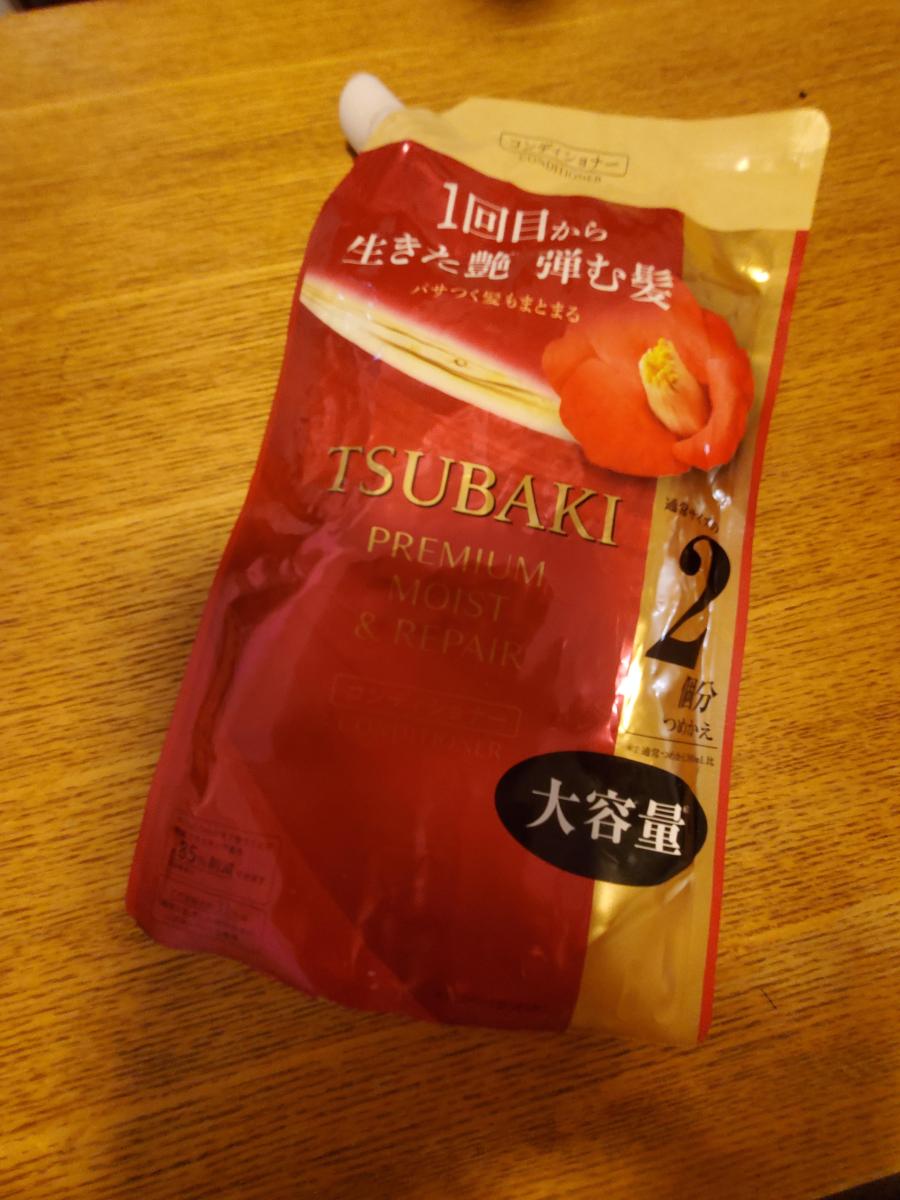 コンディショナー
CONDITIONER
1回目から
生きた艶 弾む髪
パサつく髪もまとまる
TSUBAKI
PREMIUM
MOIST
& REPAIR
コンディショナー
CONDITIONER
通常サイズの
2
個分
つめかえ
大容量
85%削減